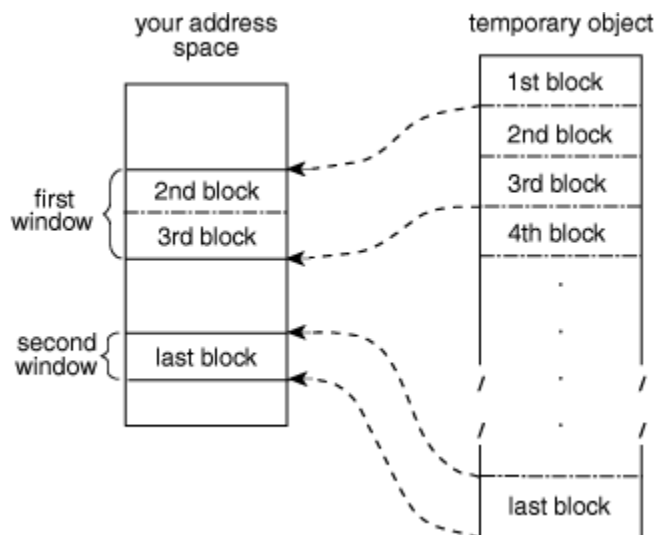 your address
space
temporary object
1st block
2nd block
3rd block
4th block
last block
first
window
2nd block
3rd block
second
window
last block